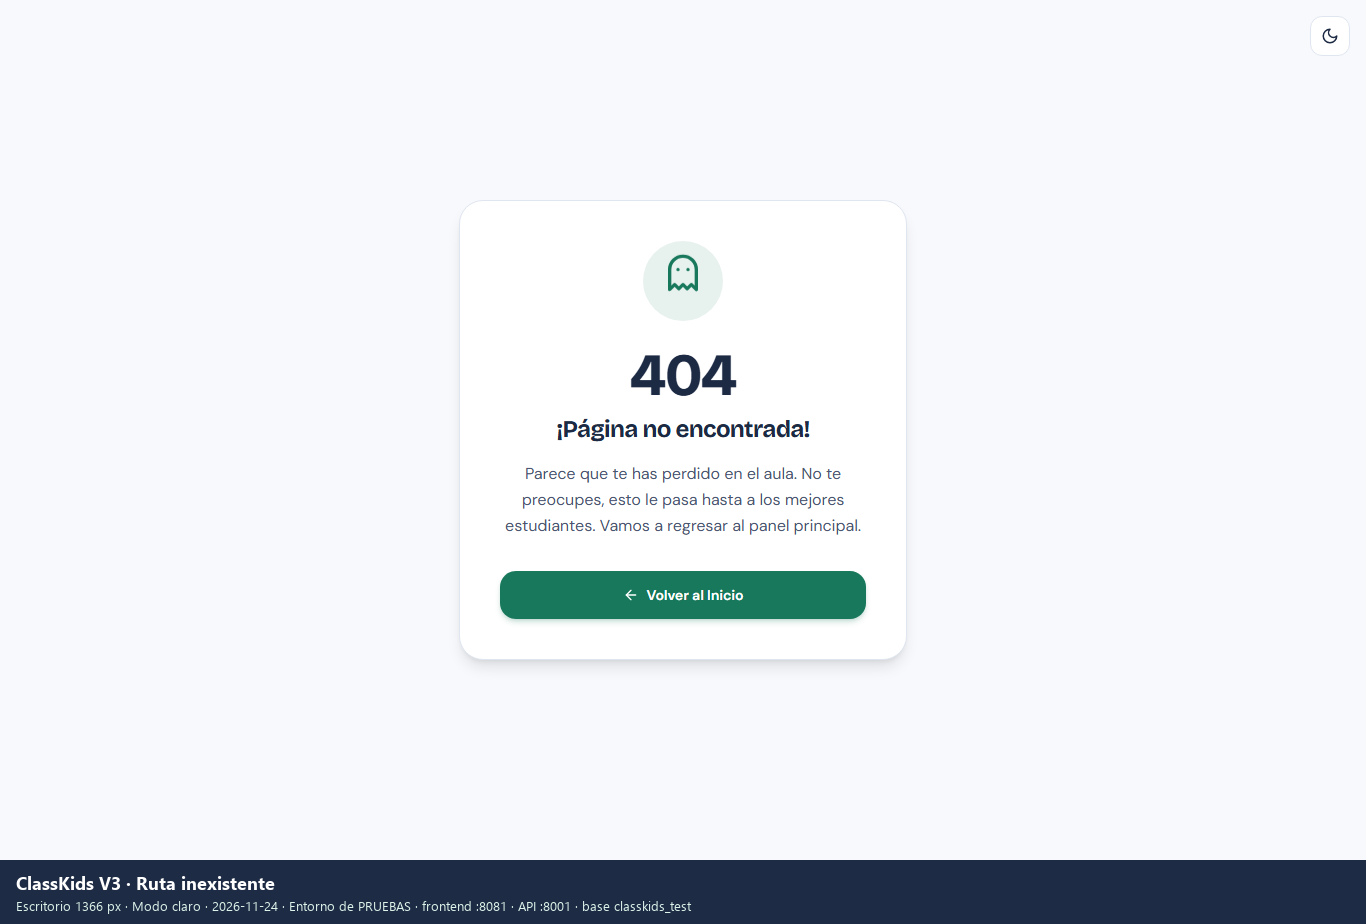 404
¡Página no encontrada!
Parece que te has perdido en el aula. No te
preocupes, esto le pasa hasta a los mejores
estudiantes. Vamos a regresar al panel principal.
Volver al Inicio
ClassKids V3 · Ruta inexistente
Escritorio 1366 px · Modo claro · 2026-11-24 · Entorno de PRUEBAS · frontend :8081 · API :8001 · base classkids_test